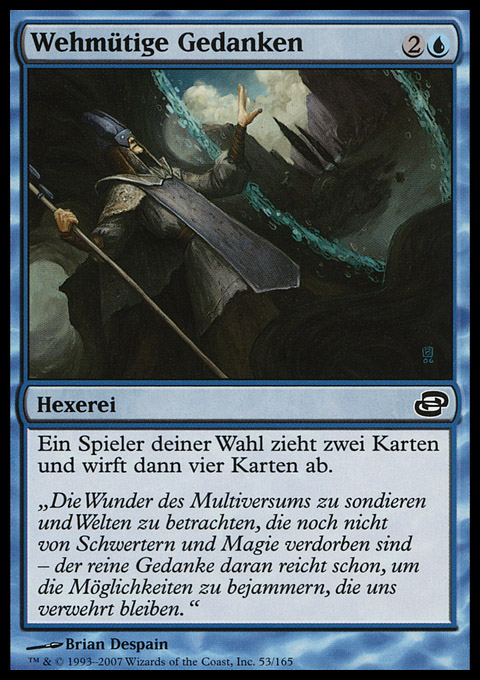 Wehmütige Gedanken 2
Hexerei
Ein Spieler deiner Wahl zieht zwei Karten
und wirft dann vier Karten ab.
„Die Wunder des Multiversums zu sondieren
und Welten zu betrachten, die noch nicht
von Schwertern und Magie verdorben sind
– der reine Gedanke daran reicht schon, um
die Möglichkeiten zu bejammern, die uns
verwehrt bleiben.“
Brian Despain
™ & © 1993–2007 Wizards of the Coast, Inc. 53/165